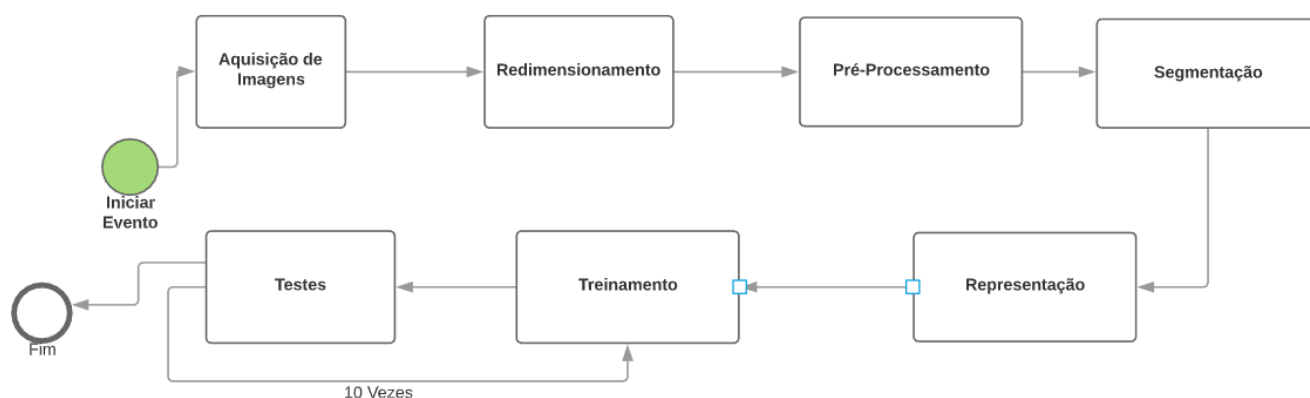 Aquisição de
Imagens
Redimensionamento
Pré-Processamento
Segmentação
Iniciar
Evento
Testes
Treinamento
Representação
Fim
10 Vezes